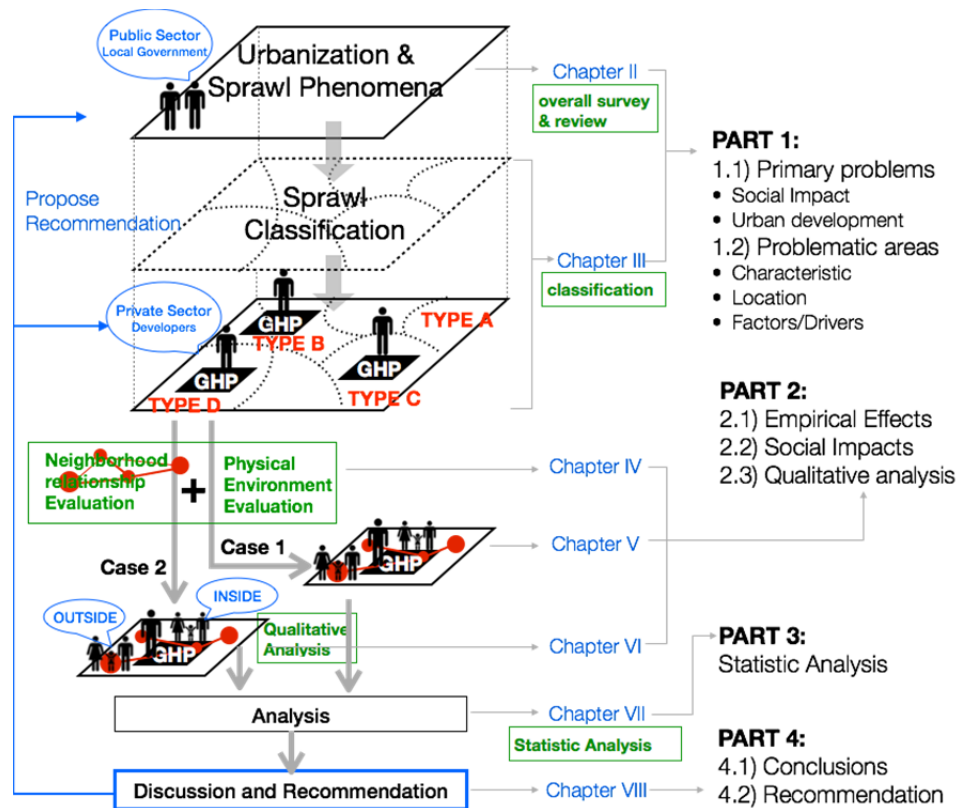 Public Sector
Local Government
Urbanization &
Sprawl Phenomena
Chapter II
overall survey
& review
PART 1:
1.1) Primary problems
• Social Impact
• Urban development
1.2) Problematic areas
• Characteristic
• Location
• Factors/Drivers
Propose
Recommendation
Sprawl
Classification
Chapter III
classification
Private Sector
Developers
GHP
TYPE B
TYPE A
GHP
TYPE D
GHP
TYPE C
PART 2:
2.1) Empirical Effects
2.2) Social Impacts
2.3) Qualitative analysis
Neighborhood
relationship
Evaluation
+
Physical
Environment
Evaluation
Chapter IV
Case 1
GHP
Chapter V
Case 2
OUTSIDE
INSIDE
GHP
Qualitative
Analysis
Chapter VI
PART 3:
Statistic Analysis
Analysis
Chapter VII
Statistic Analysis
PART 4:
4.1) Conclusions
4.2) Recommendation
Discussion and Recommendation
Chapter VIII